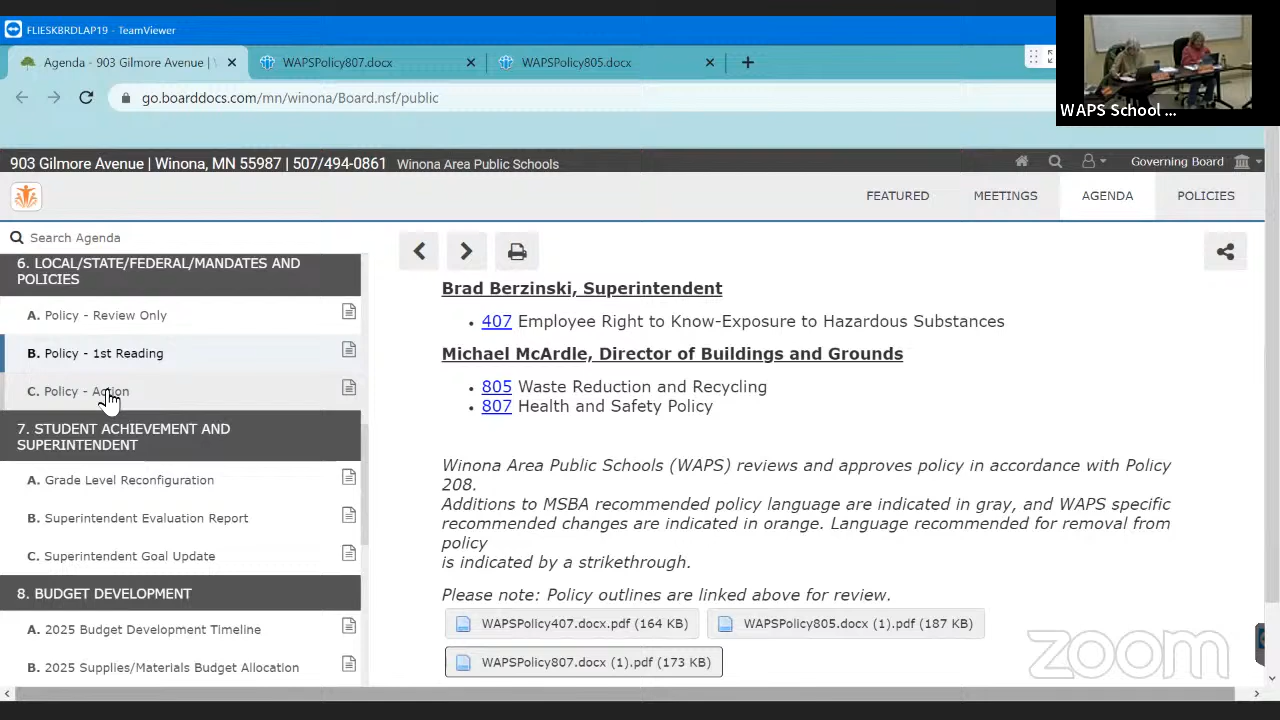 FLIESKBRDLAP19 - TeamViewer
Agenda - 903 Gilmore Avenue |
WAPSPolicy807.docx
WAPSPolicy805.docx
go.boarddocs.com/mn/winona/Board.nsf/public
WAPS School ...
903 Gilmore Avenue | Winona, MN 55987 | 507/494-0861 Winona Area Public Schools
Governing Board
FEATURED MEETINGS AGENDA POLICIES
Search Agenda
6. LOCAL/STATE/FEDERAL/MANDATES AND
POLICIES
A. Policy - Review Only
B. Policy - 1st Reading
C. Policy - Action
7. STUDENT ACHIEVEMENT AND
SUPERINTENDENT
A. Grade Level Reconfiguration
B. Superintendent Evaluation Report
C. Superintendent Goal Update
8. BUDGET DEVELOPMENT
A. 2025 Budget Development Timeline
B. 2025 Supplies/Materials Budget Allocation
Brad Berzinski, Superintendent
407 Employee Right to Know-Exposure to Hazardous Substances
Michael McArdle, Director of Buildings and Grounds
805 Waste Reduction and Recycling
807 Health and Safety Policy
Winona Area Public Schools (WAPS) reviews and approves policy in accordance with Policy
208.
Additions to MSBA recommended policy language are indicated in gray, and WAPS specific
recommended changes are indicated in orange. Language recommended for removal from
policy
is indicated by a strikethrough.
Please note: Policy outlines are linked above for review.
WAPSPolicy407.docx.pdf (164 KB)
WAPSPolicy805.docx (1).pdf (187 KB)
WAPSPolicy807.docx (1).pdf (173 KB)
zoom